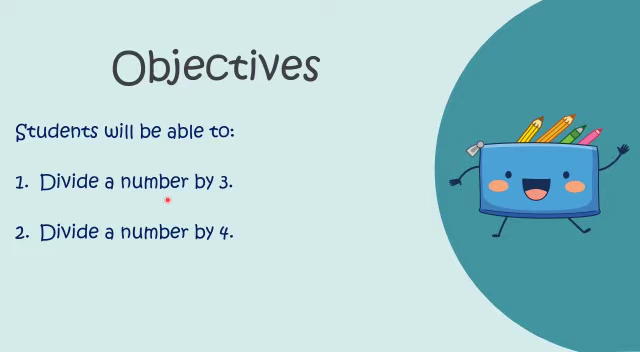 Objectives
Students will be able to:
1. Divide a number by 3.
2. Divide a number by 4.